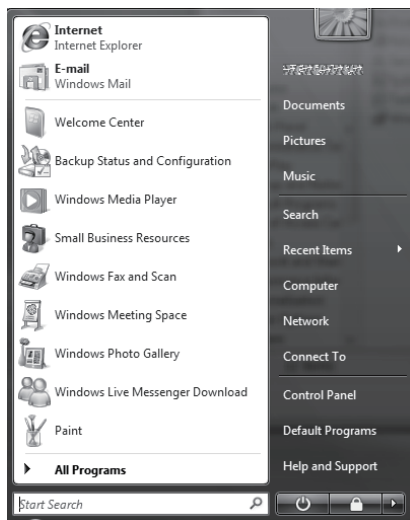 Internet
Internet Explorer
E-mail
Windows Mail
Welcome Center
Backup Status and Configuration
Windows Media Player
Small Business Resources
Windows Fax and Scan
Windows Meeting Space
Windows Photo Gallery
Windows Live Messenger Download
Paint
All Programs
Start Search
Documents
Pictures
Music
Search
Recent Items
Computer
Network
Connect To
Control Panel
Default Programs
Help and Support